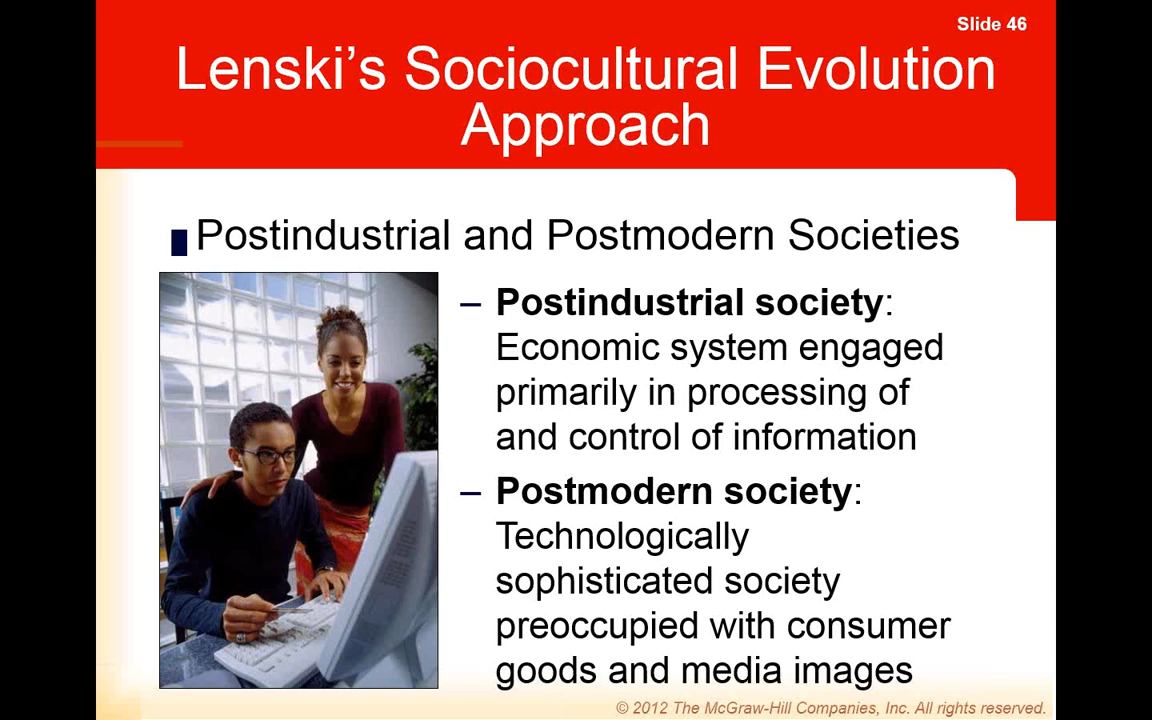 Slide 46
Lenski’s Sociocultural Evolution
Approach
Postindustrial and Postmodern Societies
– Postindustrial society:
Economic system engaged
primarily in processing of
and control of information
– Postmodern society:
Technologically
sophisticated society
preoccupied with consumer
goods and media images
© 2012 The McGraw-Hill Companies, Inc. All rights reserved.